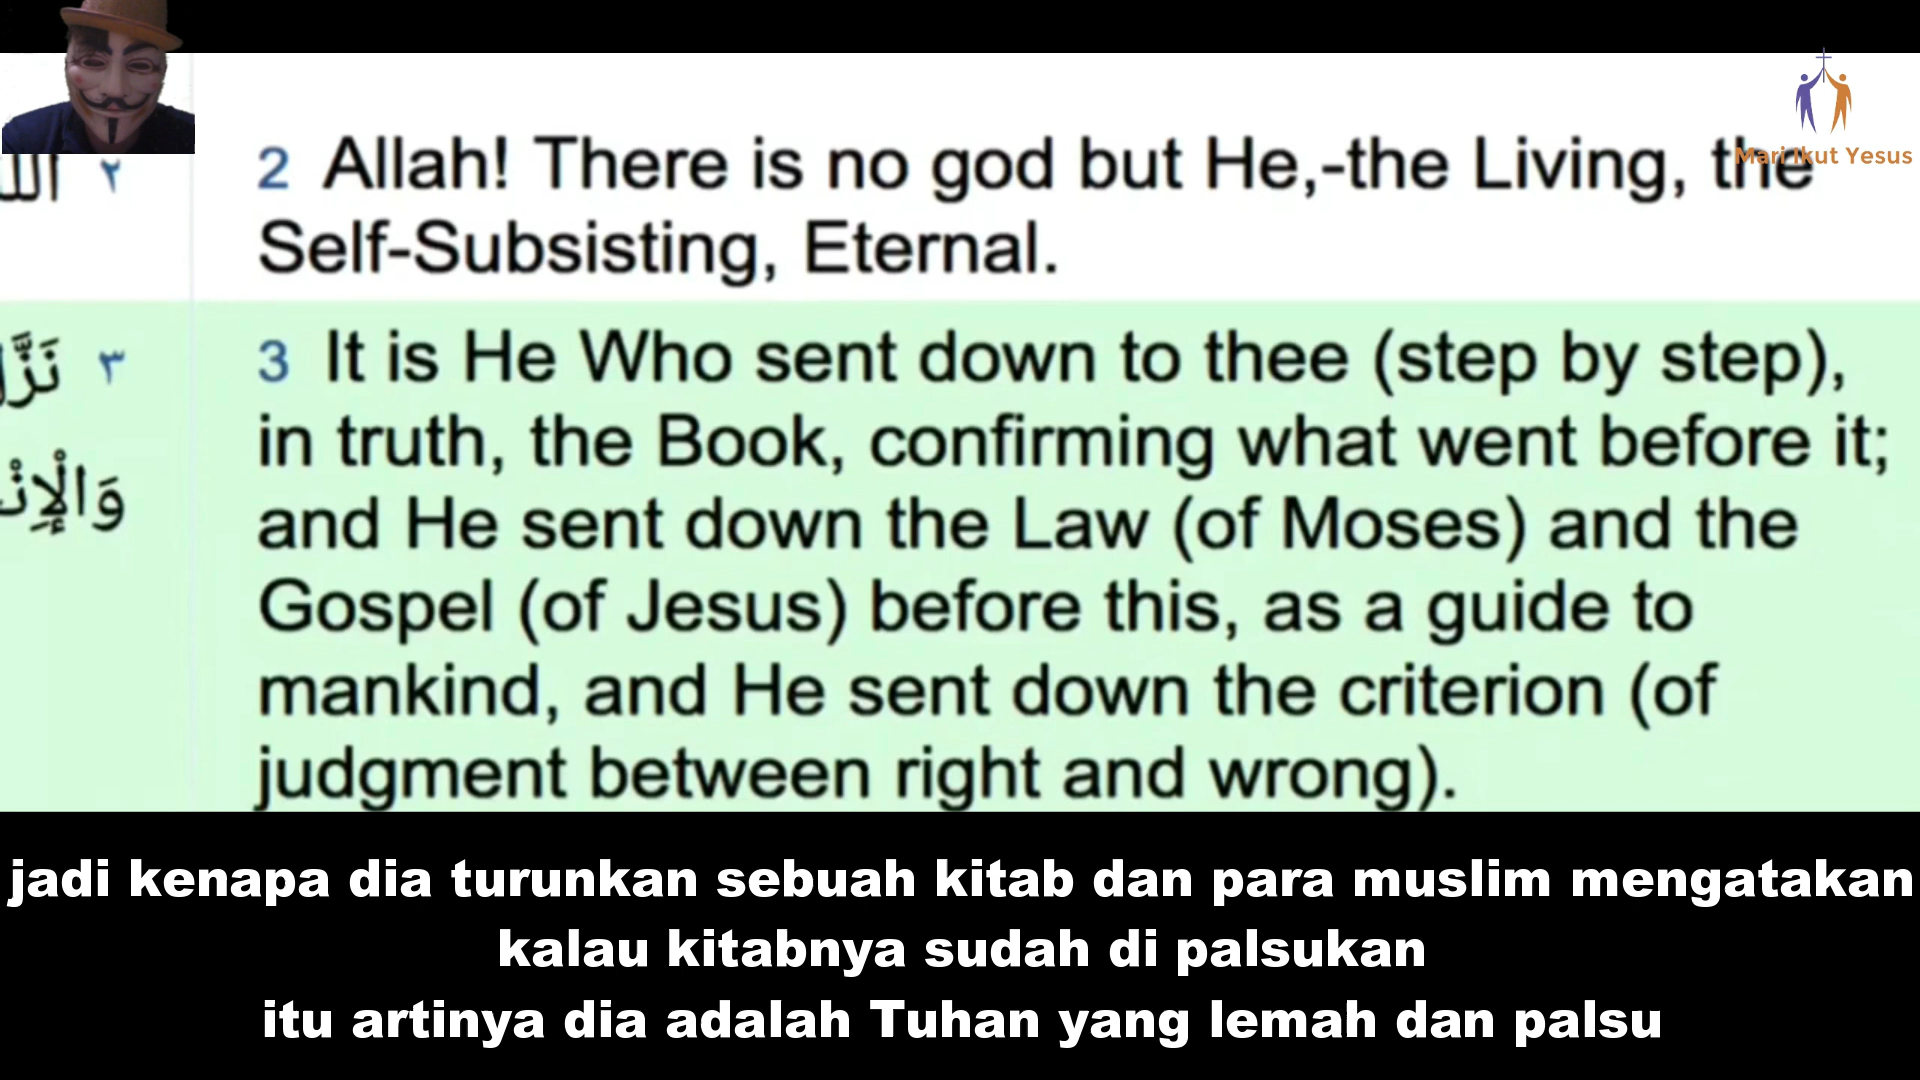 Mari Ikut Yesus
٢
2 Allah! There is no god but He,-the Living, the
Self-Subsisting, Eternal.
٣
3 It is He Who sent down to thee (step by step),
in truth, the Book, confirming what went before it;
and He sent down the Law (of Moses) and the
Gospel (of Jesus) before this, as a guide to
mankind, and He sent down the criterion (of
judgment between right and wrong).
jadi kenapa dia turunkan sebuah kitab dan para muslim mengatakan
kalau kitabnya sudah di palsukan
itu artinya dia adalah Tuhan yang lemah dan palsu